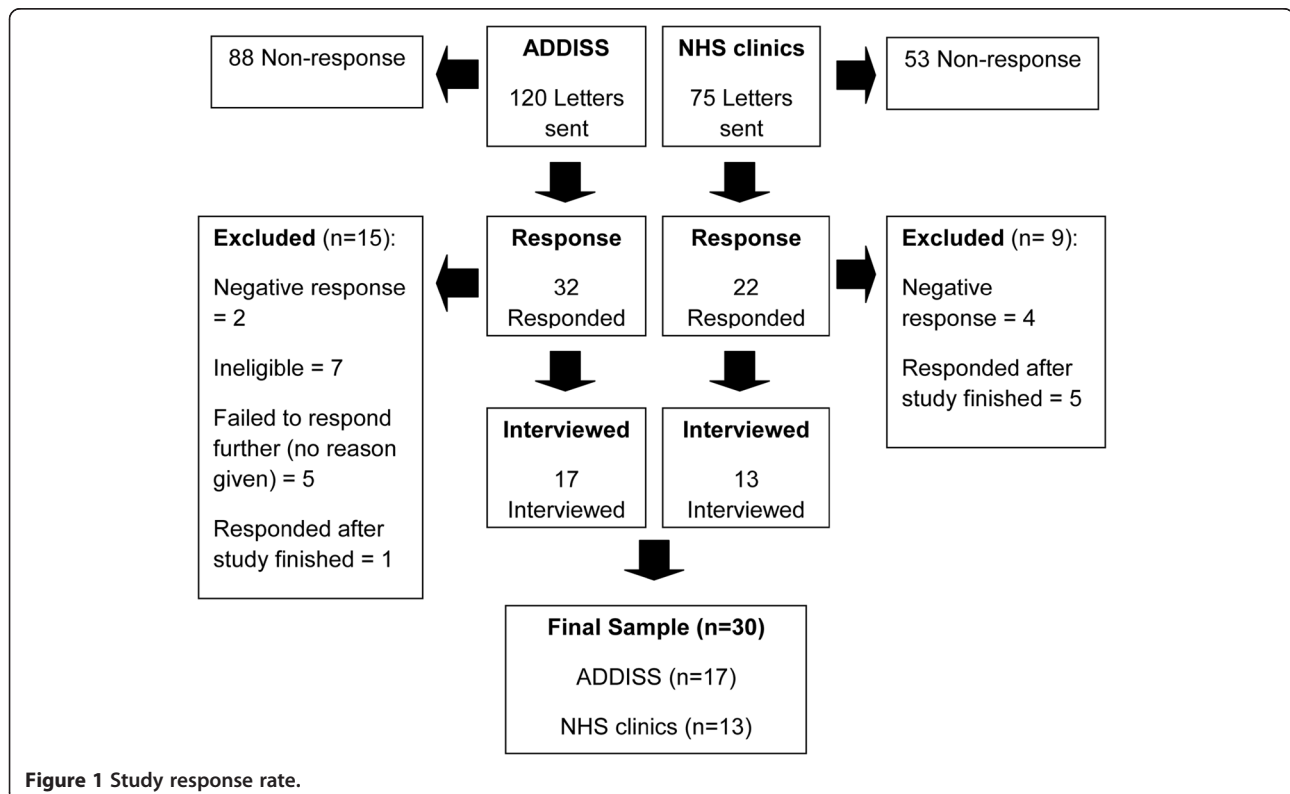 88 Non-response
ADDISS
120 Letters
sent
NHS clinics
75 Letters
sent
53 Non-response
Excluded (n=15):
Negative response
= 2
Ineligible = 7
Failed to respond
further (no reason
given) = 5
Responded after
study finished = 1
Response
32
Responded
Response
22
Responded
Excluded (n= 9):
Negative
response = 4
Responded after
study finished = 5
Interviewed
17
Interviewed
Interviewed
13
Interviewed
Final Sample (n=30)
ADDISS (n=17)
NHS clinics (n=13)
Figure 1 Study response rate.